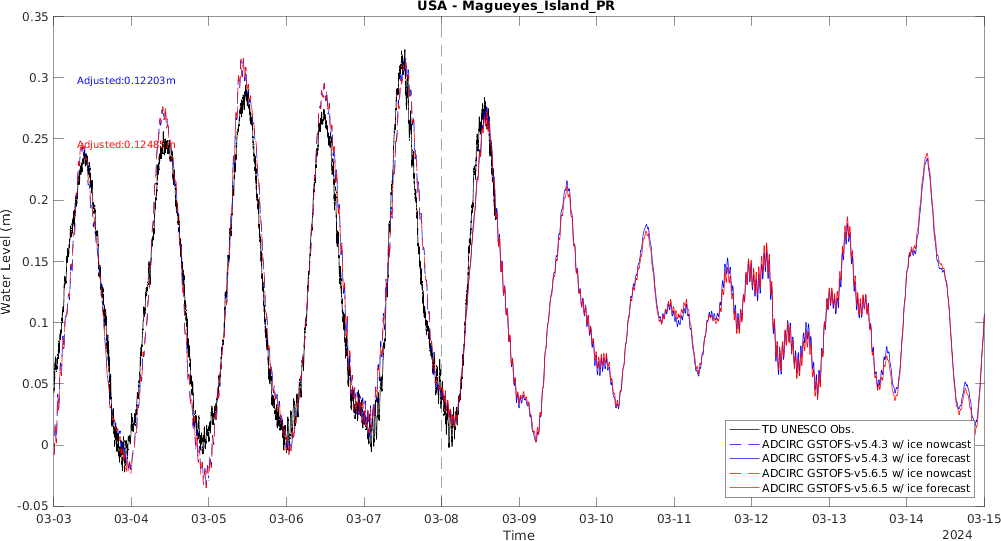 USA - Magueyes_Island_PR
Water Level (m)
0.35
0.3
0.25
0.2
0.15
0.1
0.05
0
-0.05
Adjusted:0.12203m
TD UNESCO Obs.
ADCIRC GSTOFS-v5.4.3 w/ ice nowcast
ADCIRC GSTOFS-v5.4.3 w/ ice forecast
ADCIRC GSTOFS-v5.6.5 w/ ice nowcast
ADCIRC GSTOFS-v5.6.5 w/ ice forecast
03-03 03-04 03-05 03-06 03-07 03-08 03-09 03-10 03-11 03-12 03-13 03-14 03-15
Time
2024